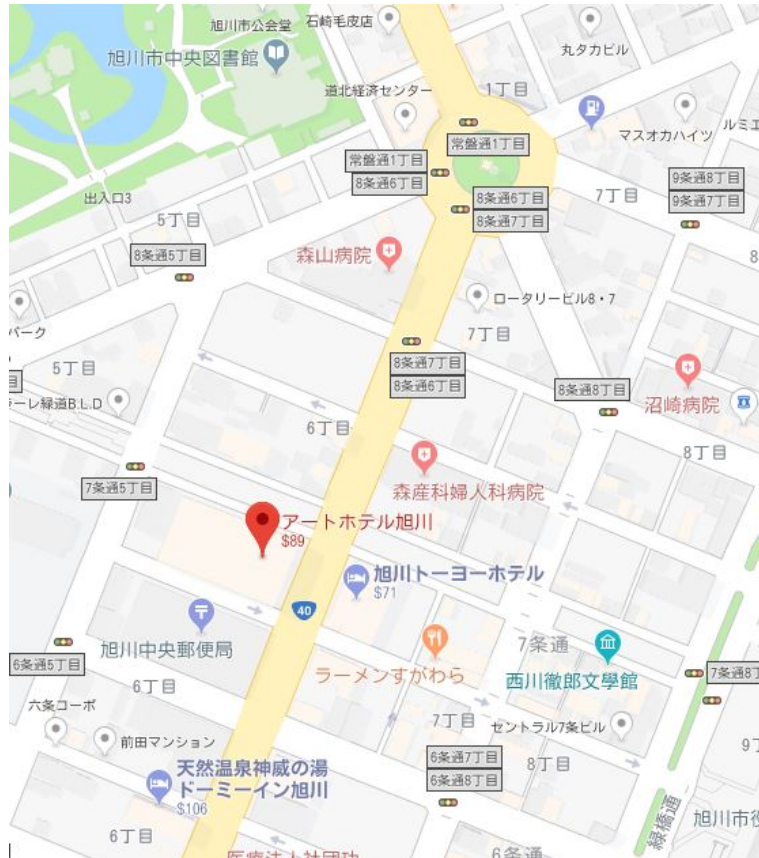 旭川市公会堂
石崎毛皮店
旭川市中央図書館
丸タカビル
道北経済センター
1丁目
マスオカハイツ
ルミエ
常盤通1丁目
常盤通1丁目
8条通6丁目
9条通8丁目
9条通7丁目
出入口3
8条通6丁目
8条通7丁目
7丁目
5丁目
8条通5丁目
森山病院
8
ロータリービル8・7
パーク
7丁目
5丁目
8条通7丁目
8条通6丁目
目
8条通8丁目
沼崎病院
ーレ緑道B.L.D
6丁目
8丁目
7条通5丁目
森産科婦人科病院
アートホテル旭川
$89
旭川トーヨーホテル
$71
40
旭川中央郵便局
7条通
6条通5丁目
ラーメンすがわら
西川徹郎文學館
7条通8丁
6丁目
六条コーポ
7丁目
セントラル7条ビル
前田マンション
6条通7丁目
6条通8丁目
8丁目
9丁
天然温泉神威の湯
ドーミーイン旭川
$106
緑橋通
旭川市役
6丁目
6条通
医療法人社団功